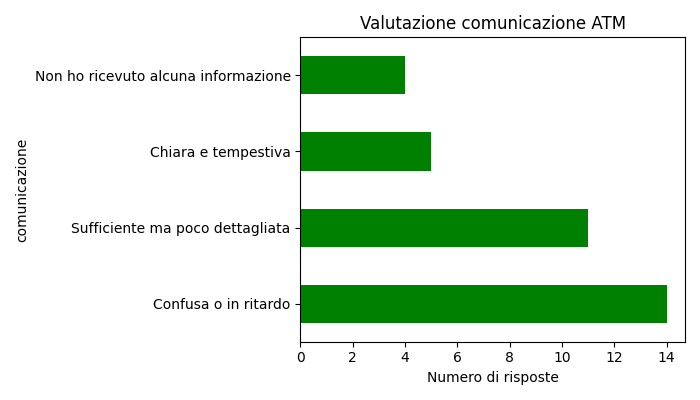 Valutazione comunicazione ATM
Non ho ricevuto alcuna informazione
Chiara e tempestiva
Sufficiente ma poco dettagliata
Confusa o in ritardo
comunicazione
0 2 4 6 8 10 12 14
Numero di risposte